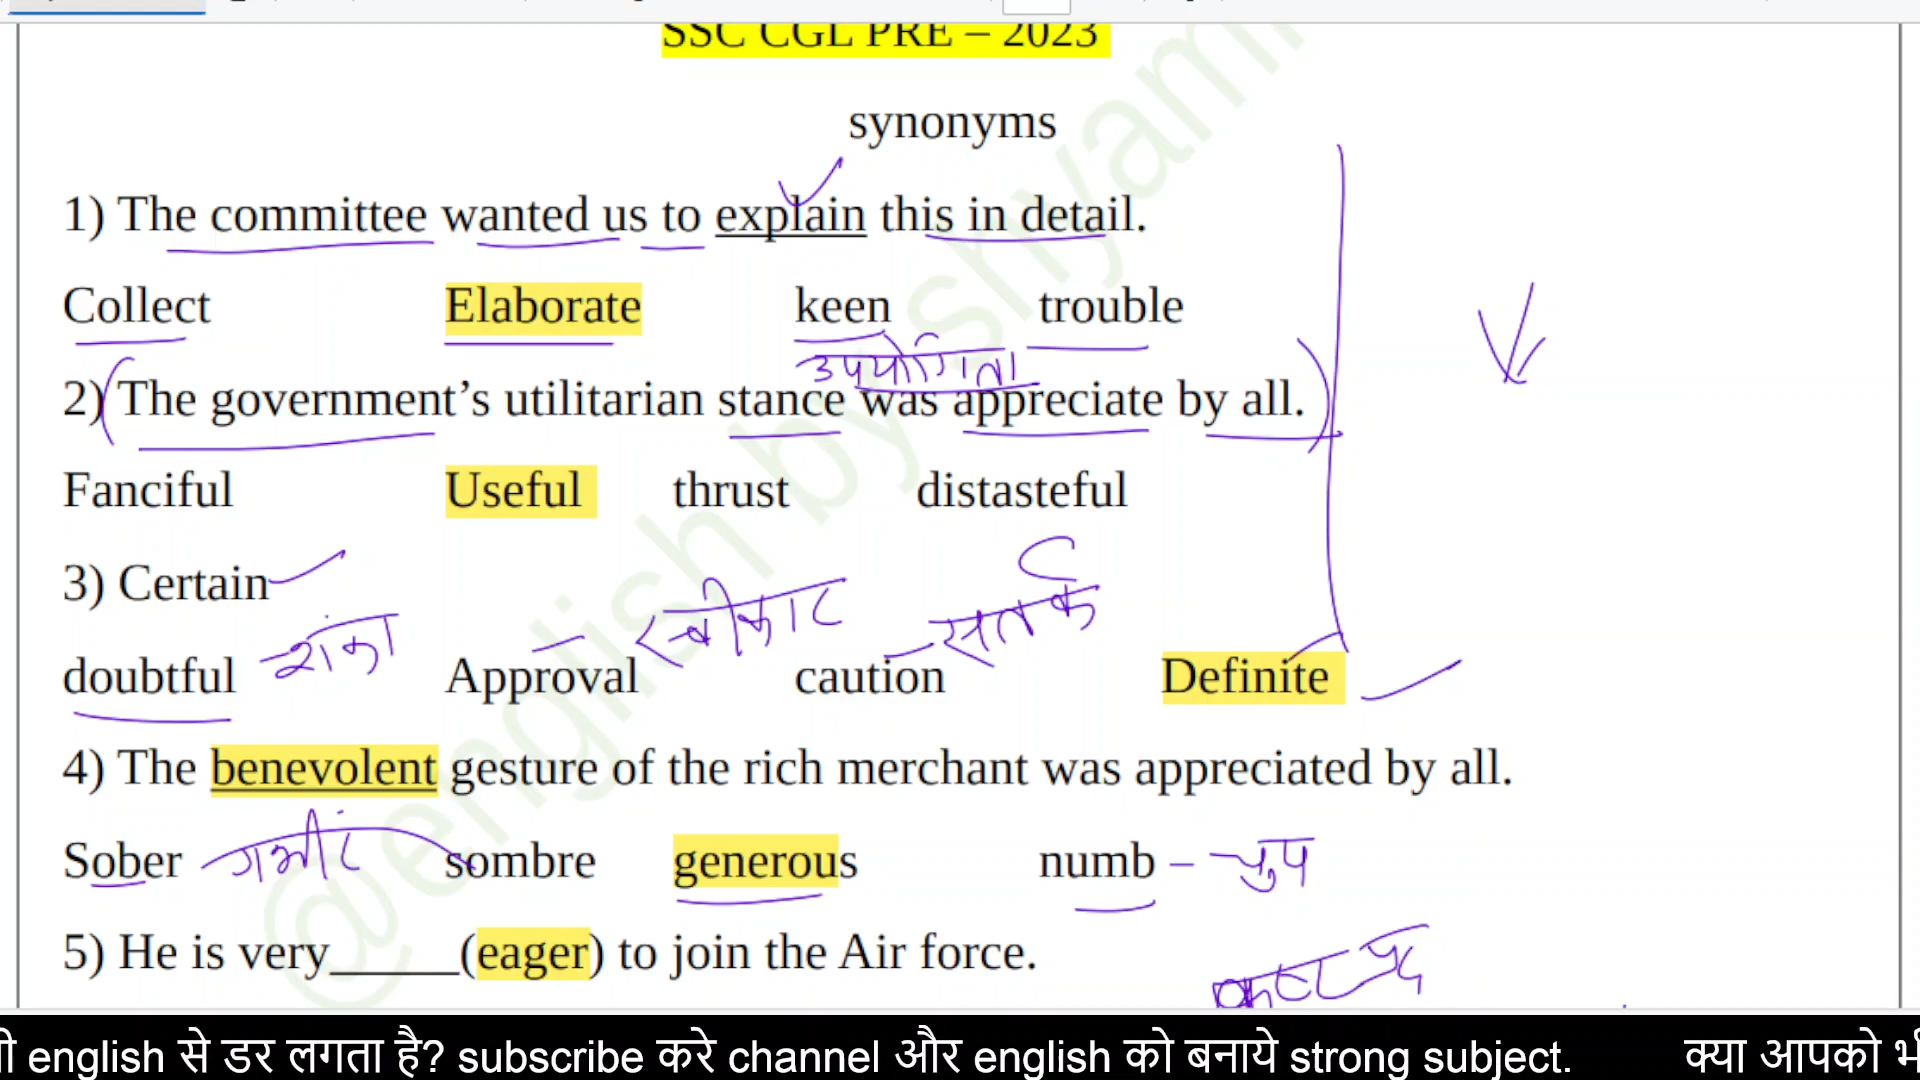 SSC CGL PRE – 2023
synonyms
1) The committee wanted us to explain this in detail.
Collect Elaborate keen trouble
उपयोगिता
2) The government’s utilitarian stance was appreciate by all.
Fanciful Useful thrust distasteful
3) Certain
शंका स्वीकार सतर्क
doubtful Approval caution Definite
4) The benevolent gesture of the rich merchant was appreciated by all.
Sober गंभीर sombre generous numb – चुप
5) He is very_____(eager) to join the Air force.
@english by shyam
english से डर लगता है? subscribe करे channel और english को बनाये strong subject. क्या आपको